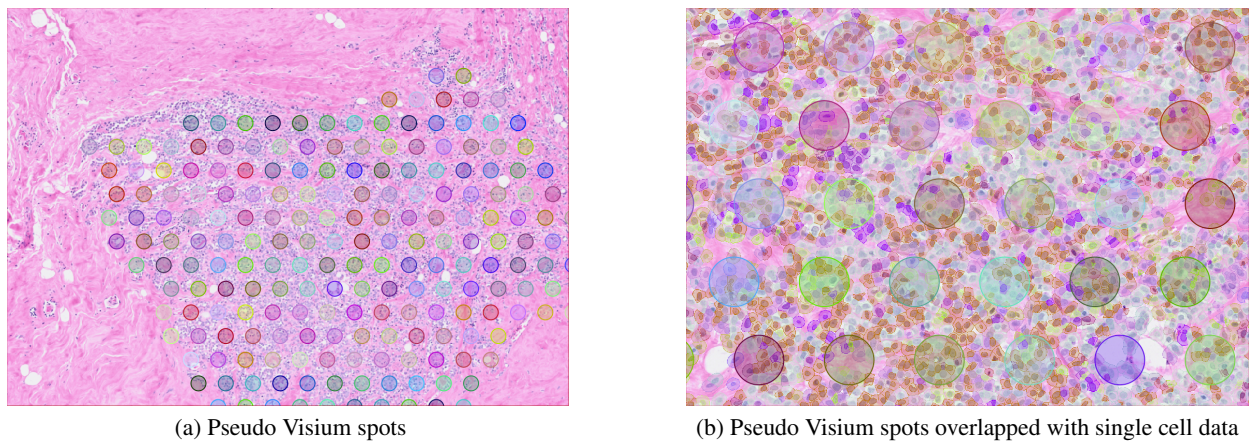 (a) Pseudo Visium spots
(b) Pseudo Visium spots overlapped with single cell data